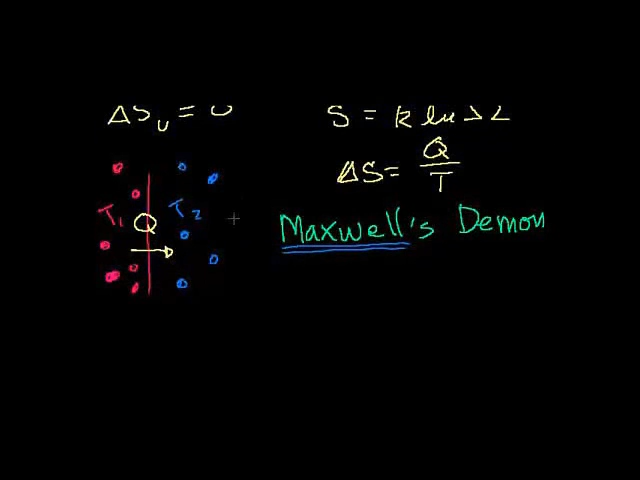 ΔS_U = 0
S = k ln Ω
ΔS = Q/T
T₁ Q T₂
Maxwell's Demon